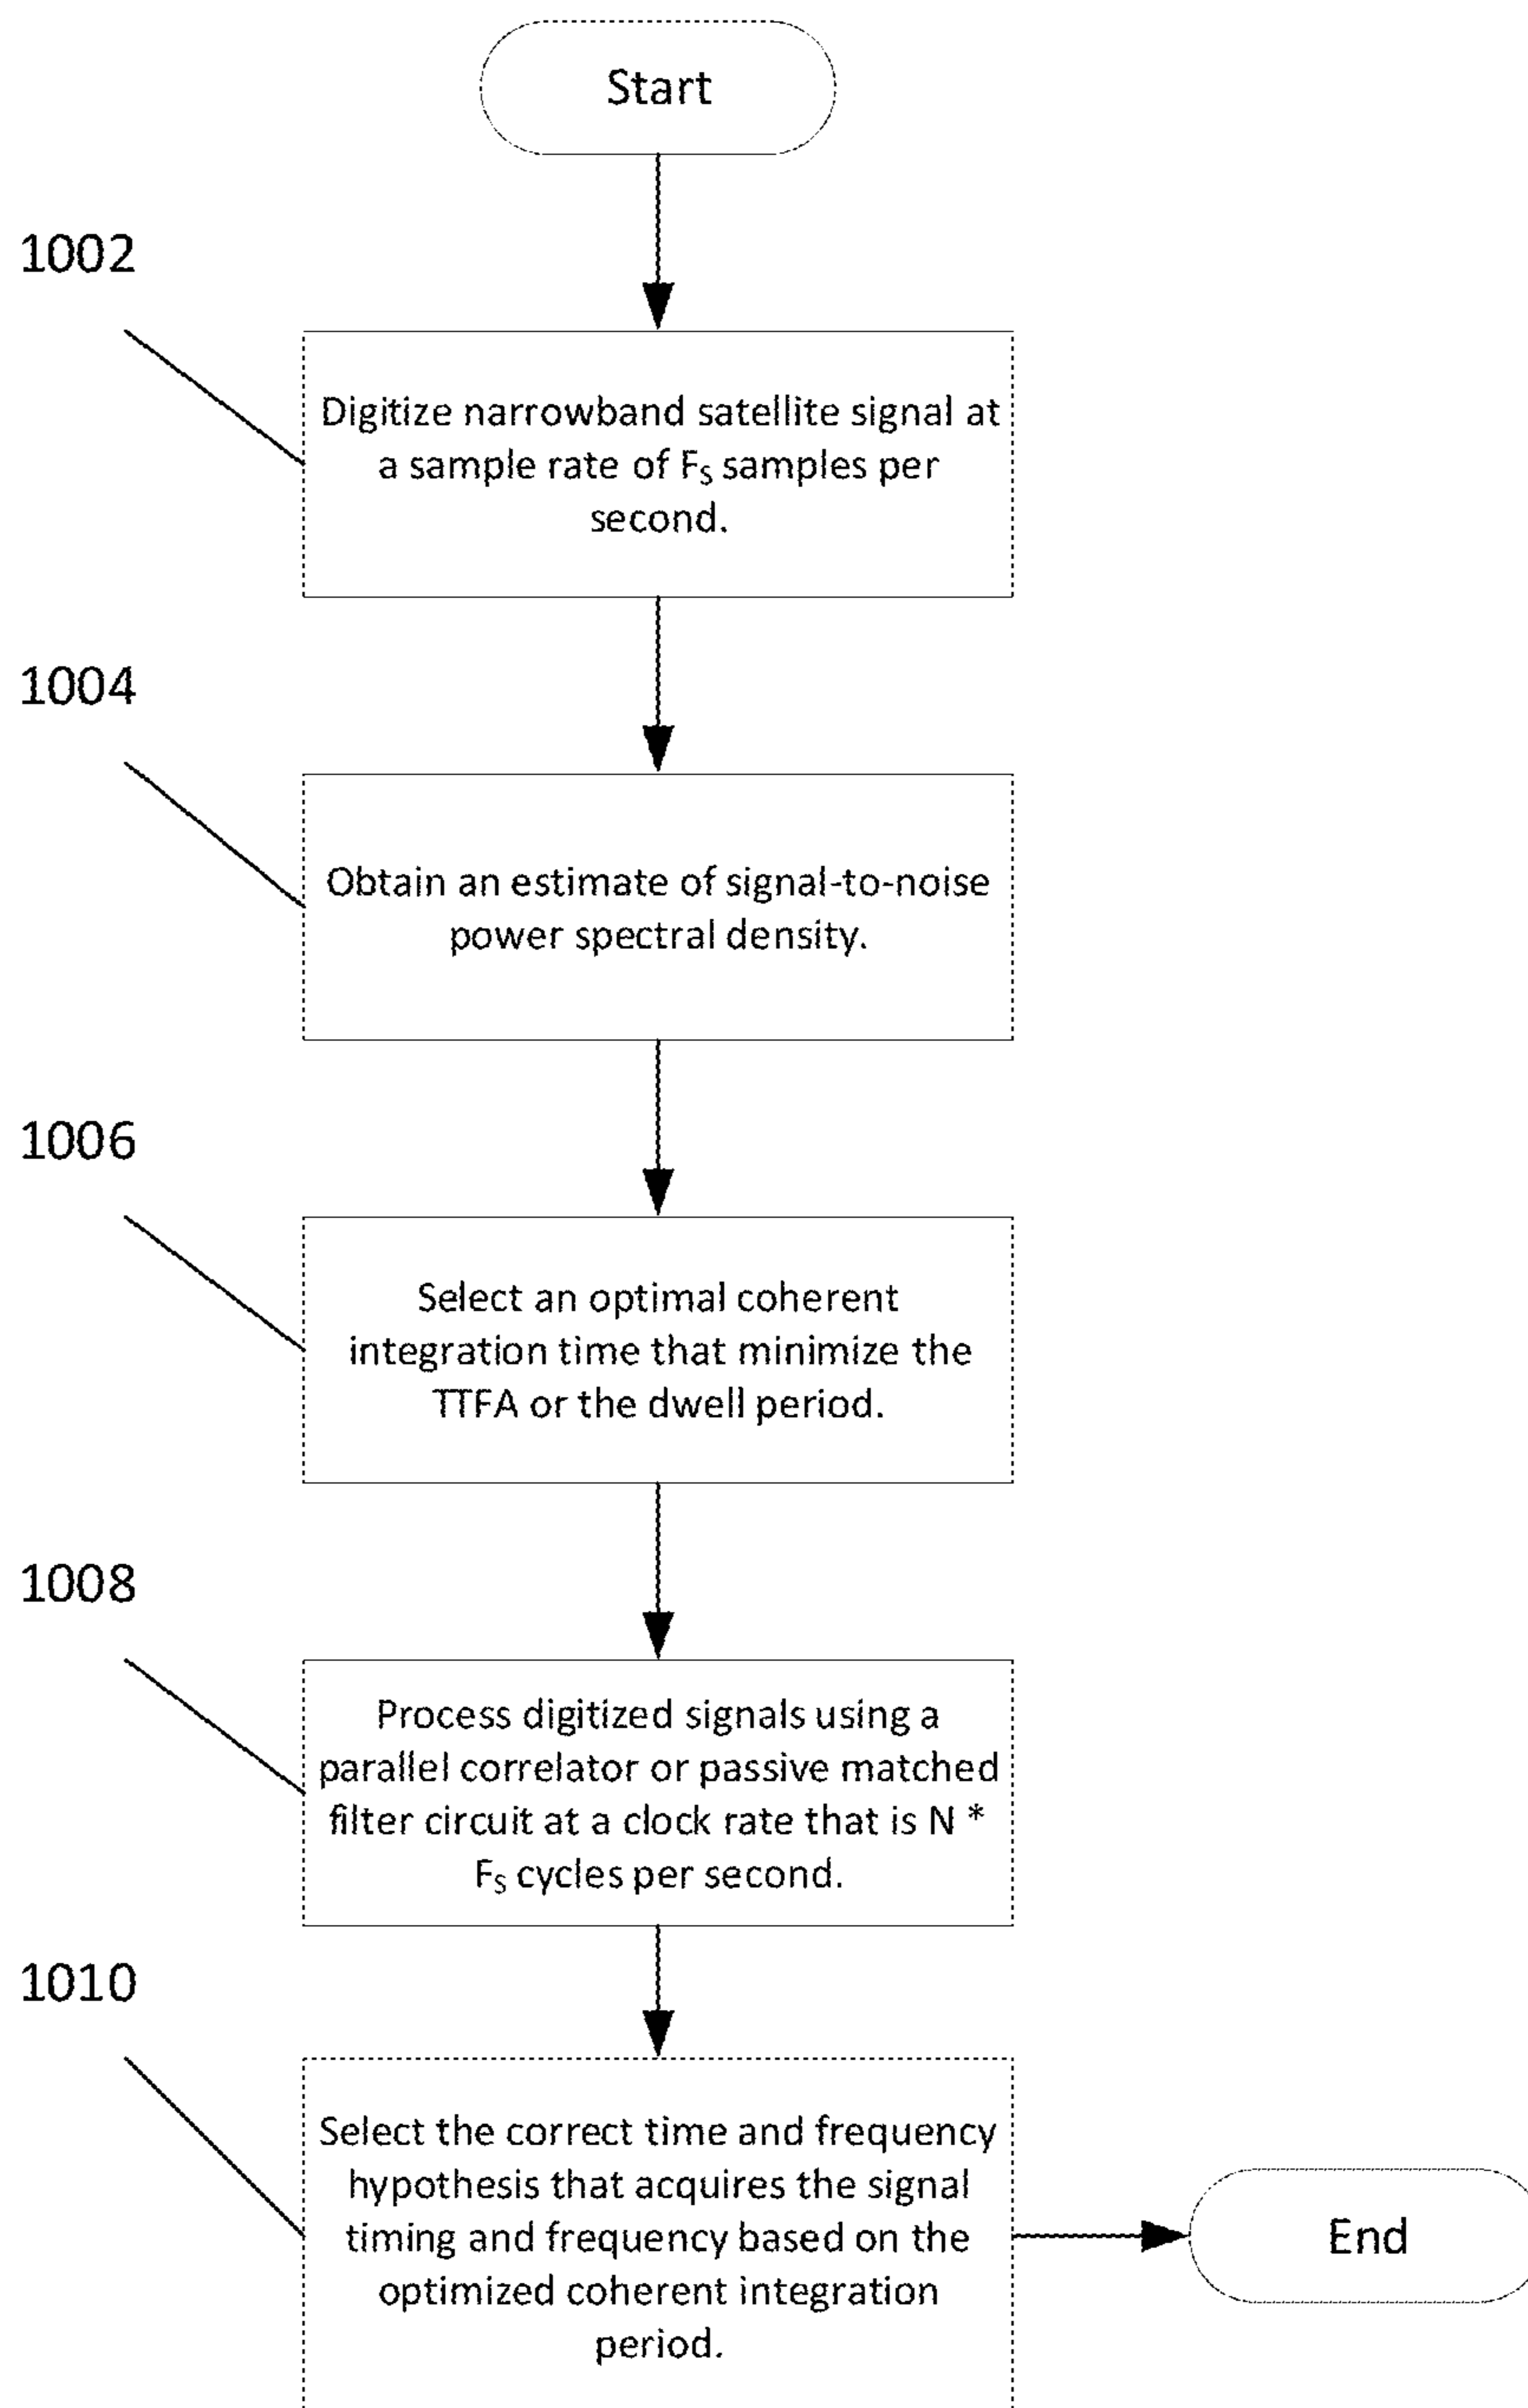 Start
1002
Digitize narrowband satellite signal at
a sample rate of FS samples per
second.
1004
Obtain an estimate of signal-to-noise
power spectral density.
1006
Select an optimal coherent
integration time that minimize the
TTFA or the dwell period.
1008
Process digitized signals using a
parallel correlator or passive matched
filter circuit at a clock rate that is N *
FS cycles per second.
1010
Select the correct time and frequency
hypothesis that acquires the signal
timing and frequency based on the
optimized coherent integration
period.
End